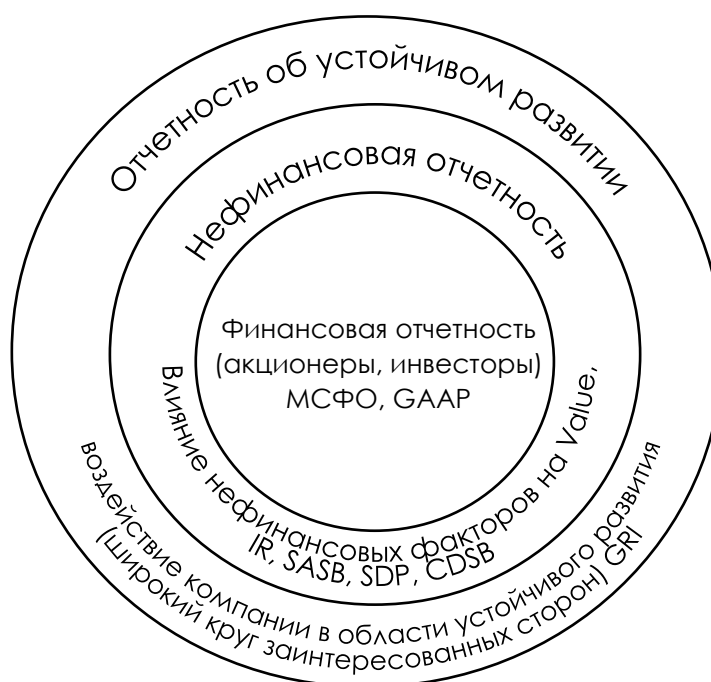 Отчетность об устойчивом развитии
Нефинансовая отчетность
Финансовая отчетность
(акционеры, инвесторы)
МСФО, GAAP
Влияние нефинансовых факторов на Value,
IR, SASB, SDP, CDSB
воздействие компании в области устойчивого развития
(широкий круг заинтересованных сторон) GRI